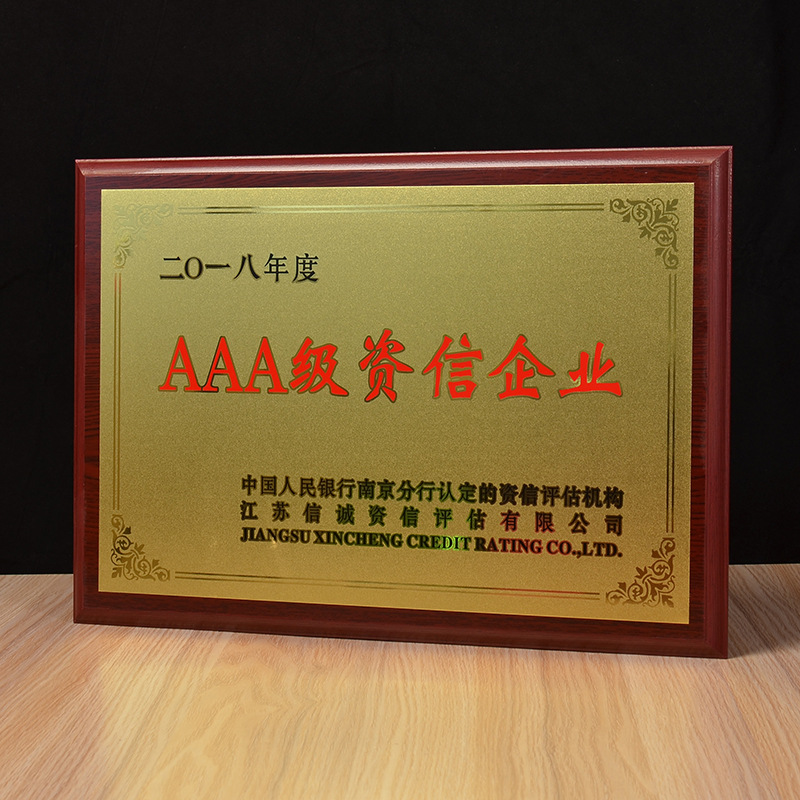 二〇一八年度
AAA级资信企业
中国人民银行南京分行认定的资信评估机构
江苏信诚资信评估有限公司
JIANGSU XINCHENG CREDIT RATING CO.,LTD.